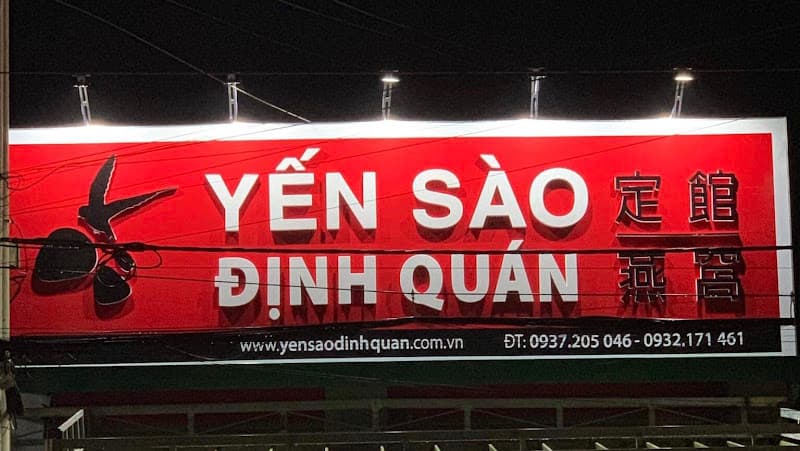 YẾN SÀO
ĐỊNH QUÁN
定館
燕窩
www.yensaodinhquan.com.vn ĐT: 0937.205 046 - 0932.171 461